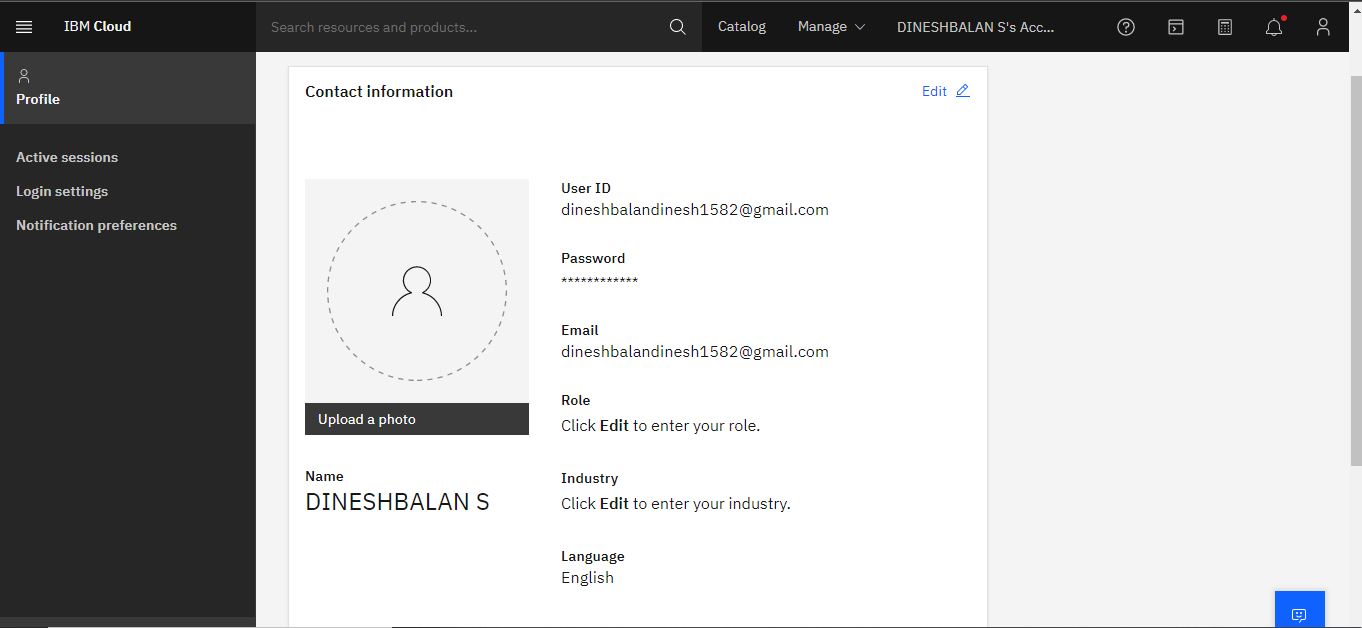 IBM Cloud
Search resources and products...
Catalog
Manage
DINESHBALAN S's Acc...
Profile
Active sessions
Login settings
Notification preferences
Contact information
Edit
Upload a photo
Name
DINESHBALAN S
User ID
dineshbalandinesh1582@gmail.com
Password
************
Email
dineshbalandinesh1582@gmail.com
Role
Click Edit to enter your role.
Industry
Click Edit to enter your industry.
Language
English